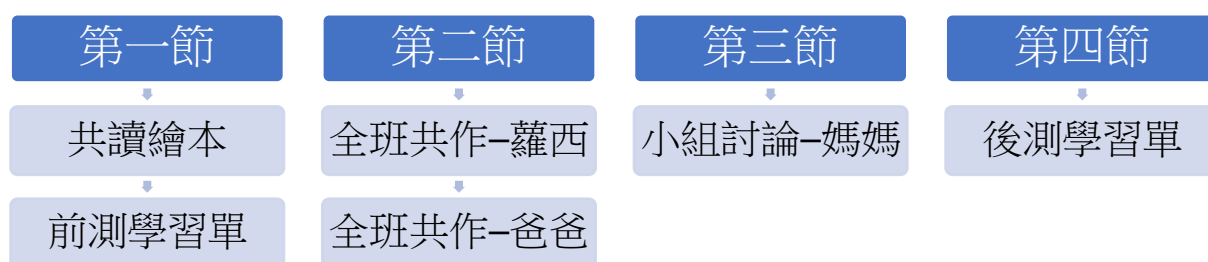 第一節
共讀繪本
前測學習單
第二節
全班共作–蘿西
全班共作–爸爸
第三節
小組討論–媽媽
第四節
後測學習單